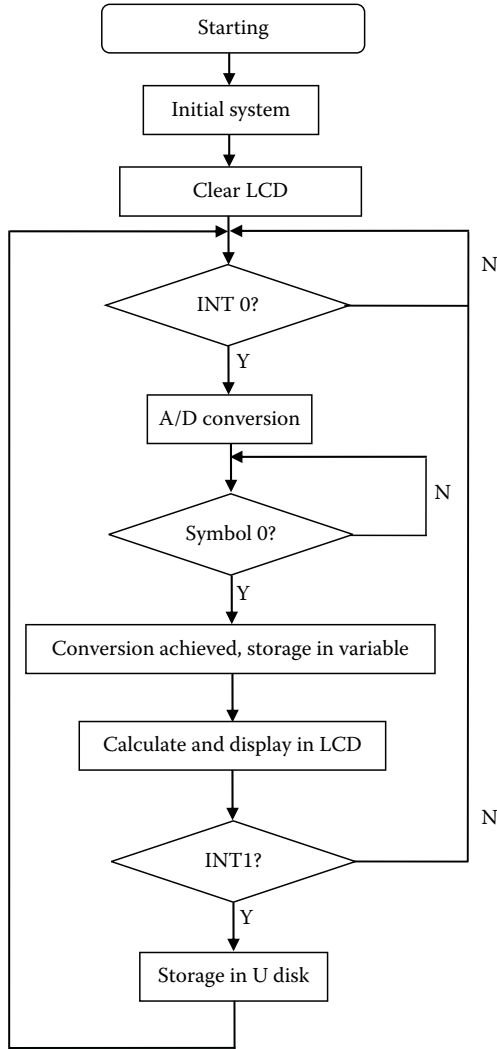 Starting
Initial system
Clear LCD
N
INT 0?
Y
A/D conversion
N
Symbol 0?
Y
Conversion achieved, storage in variable
Calculate and display in LCD
N
INT1?
Y
Storage in U disk